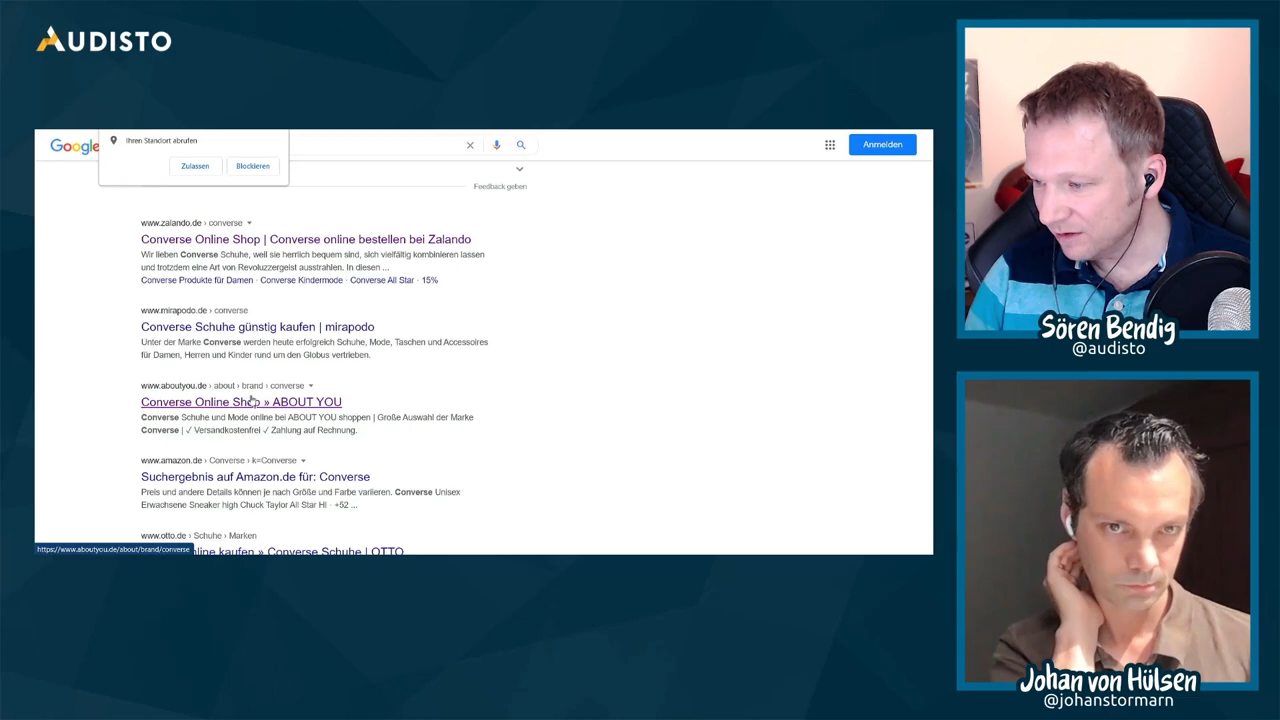 AUDISTO
Google
Ihren Standort abrufen
Zulassen
Blockieren
Anmelden
Feedback geben
www.zalando.de › converse
Converse Online Shop | Converse online bestellen bei Zalando
Wir lieben Converse Schuhe, weil sie herrlich bequem sind, sich vielfältig kombinieren lassen
und trotzdem eine Art von Revoluzzergeist ausstrahlen. In diesen ...
Converse Produkte für Damen · Converse Kindermode · Converse All Star · 15%
www.mirapodo.de › converse
Converse Schuhe günstig kaufen | mirapodo
Unter der Marke Converse werden heute erfolgreich Schuhe, Mode, Taschen und Accessoires
für Damen, Herren und Kinder rund um den Globus vertrieben.
www.aboutyou.de › about › brand › converse
Converse Online Shop » ABOUT YOU
Converse Schuhe und Mode online bei ABOUT YOU shoppen | Große Auswahl der Marke
Converse | ✓ Versandkostenfrei ✓ Zahlung auf Rechnung.
www.amazon.de › Converse › k=Converse
Suchergebnis auf Amazon.de für: Converse
Preis und andere Details können je nach Größe und Farbe variieren. Converse Unisex
Erwachsene Sneaker high Chuck Taylor All Star HI · +52 ...
www.otto.de › Schuhe › Marken
nline kaufen » Converse Schuhe | OTTO
https://www.aboutyou.de/about/brand/converse
Sören Bendig
@audisto
Johan von Hülsen
@johanstormarn